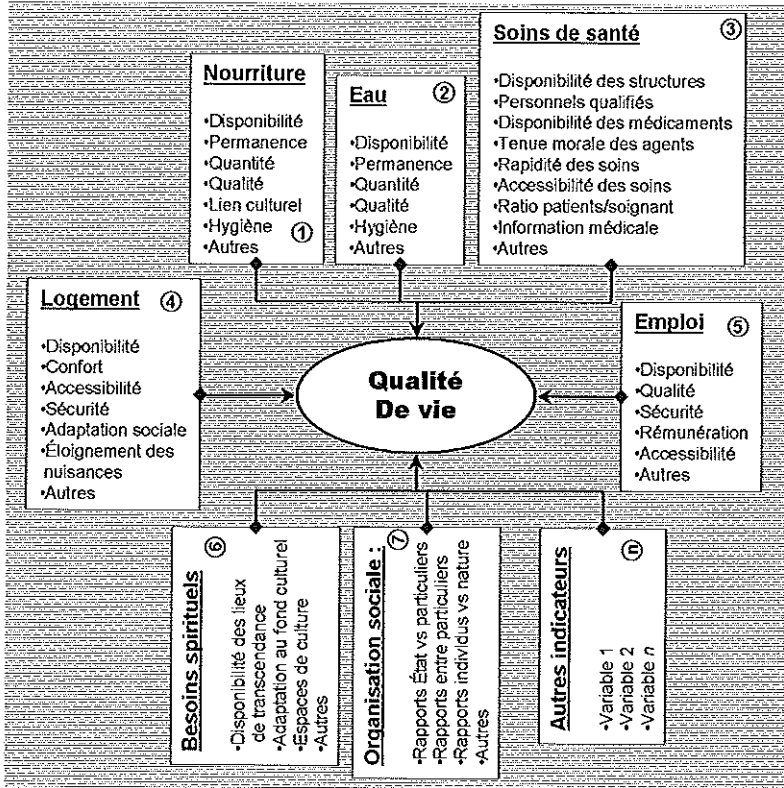 Nourriture
•Disponibilité
•Permanence
•Quantité
•Qualité
•Lien culturel
•Hygiène
•Autres
①
Eau
②
•Disponibilité
•Permanence
•Quantité
•Qualité
•Hygiène
•Autres
Soins de santé
③
•Disponibilité des structures
•Personnels qualifiés
•Disponibilité des médicaments
•Tenue morale des agents
•Rapidité des soins
•Accessibilité des soins
•Ratio patients/soignant
•Information médicale
•Autres
Logement
④
•Disponibilité
•Confort
•Accessibilité
•Sécurité
•Adaptation sociale
•Éloignement des
nuisances
•Autres
Qualité
De vie
Emploi
⑤
•Disponibilité
•Qualité
•Sécurité
•Rémunération
•Accessibilité
•Autres
⑥
Besoins spirituels
•Disponibilité des lieux
de transcendance
•Adaptation au fond culturel
•Espaces de culture
•Autres
⑦
Organisation sociale :
•Rapports État vs particuliers
•Rapports entre particuliers
•Rapports individus vs nature
•Autres
ⓝ
Autres indicateurs
•Variable 1
•Variable 2
•Variable n